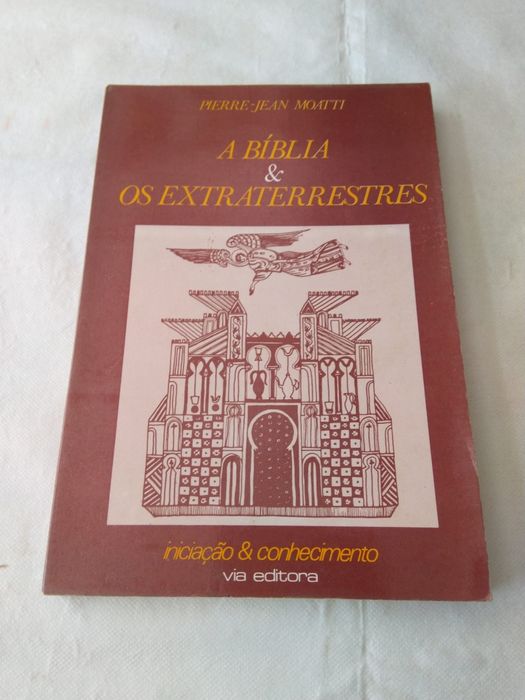 PIERRE-JEAN MOATTI
A BÍBLIA
&
OS EXTRATERRESTRES
iniciação & conhecimento
via editora